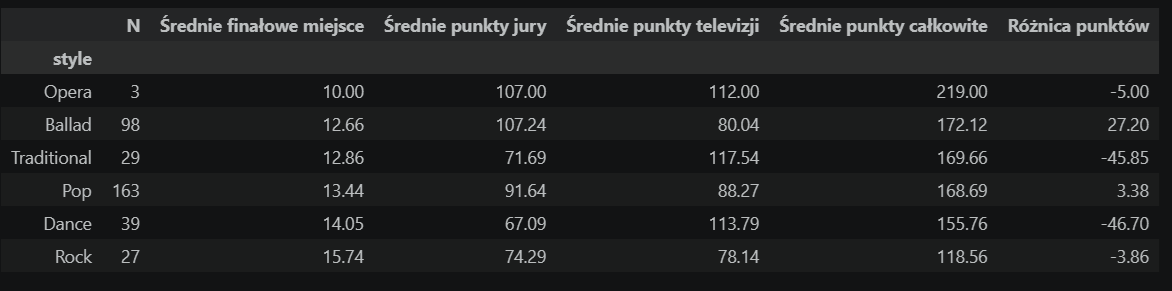 N Średnie finałowe miejsce Średnie punkty jury Średnie punkty televizji Średnie punkty całkowite Różnica punktów
style
Opera 3 10.00 107.00 112.00 219.00 -5.00
Ballad 98 12.66 107.24 80.04 172.12 27.20
Traditional 29 12.86 71.69 117.54 169.66 -45.85
Pop 163 13.44 91.64 88.27 168.69 3.38
Dance 39 14.05 67.09 113.79 155.76 -46.70
Rock 27 15.74 74.29 78.14 118.56 -3.86